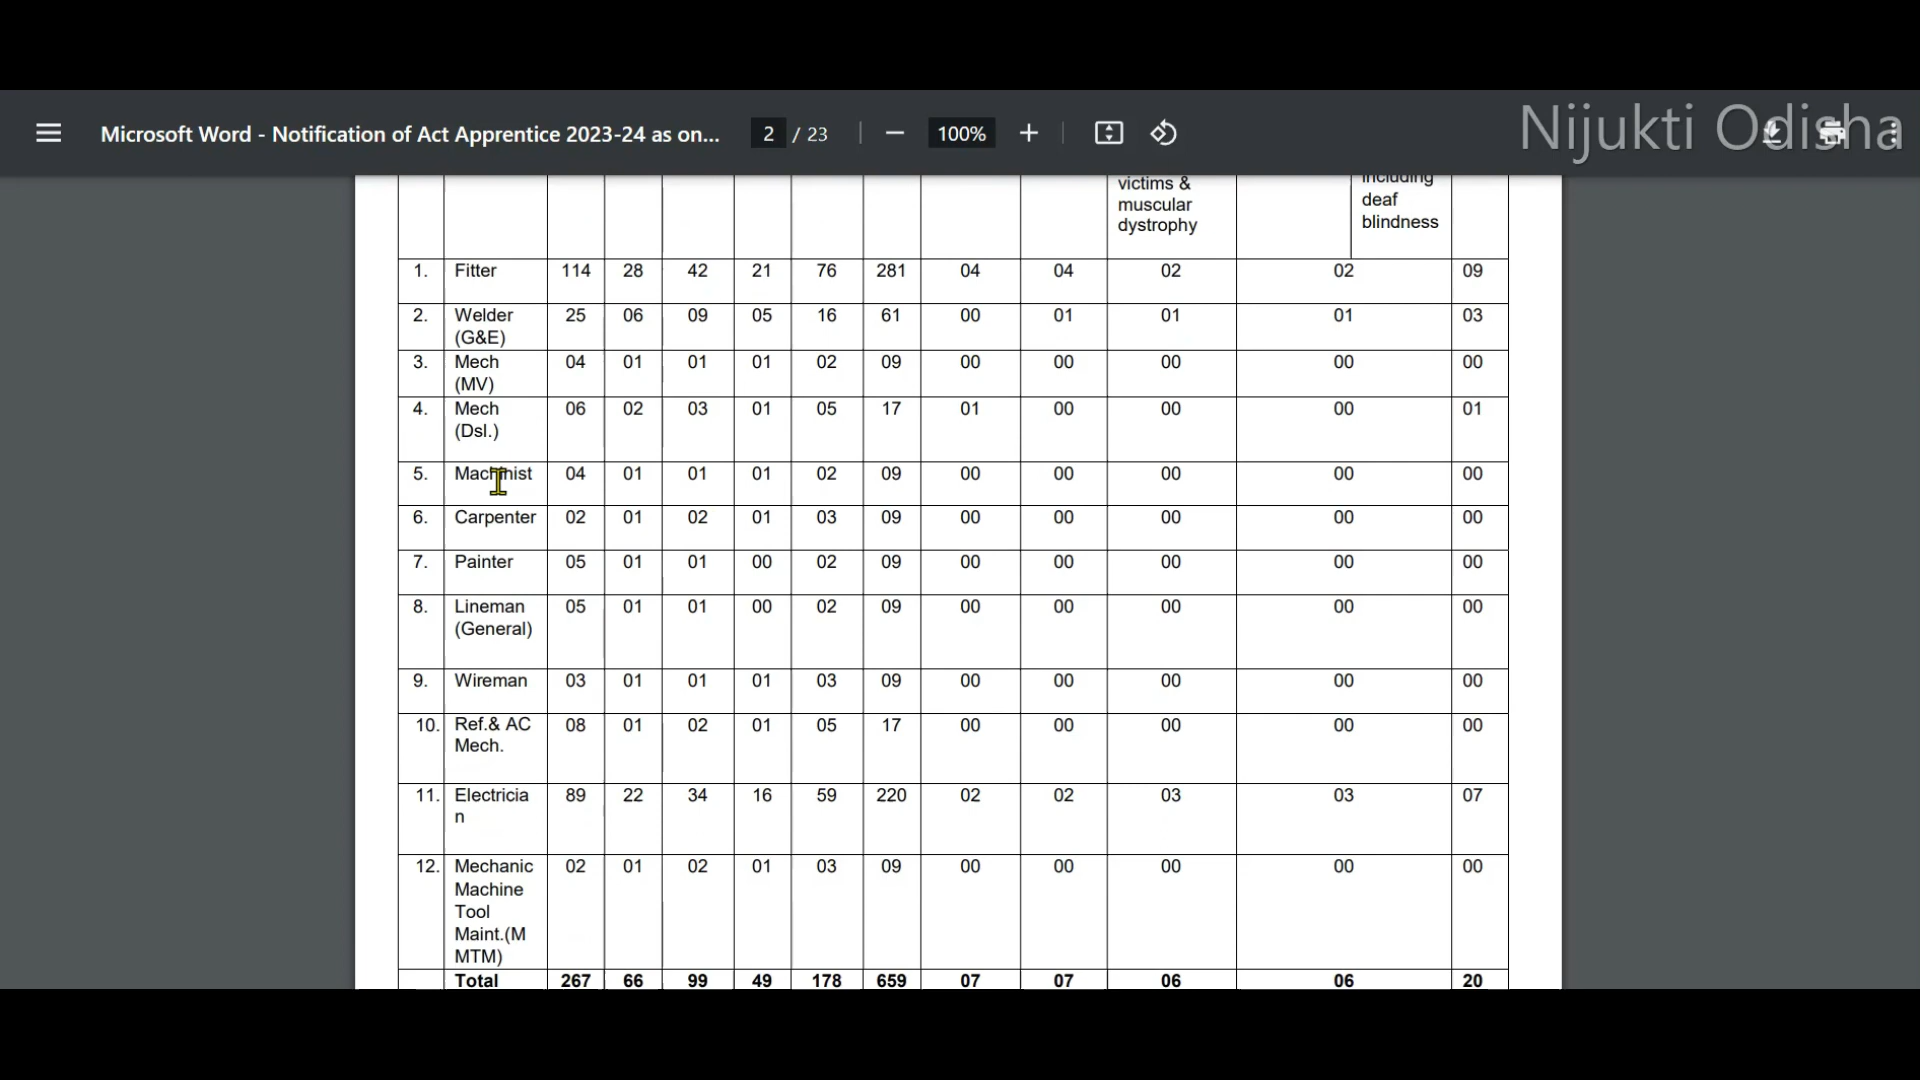 Microsoft Word - Notification of Act Apprentice 2023-24 as on... 2 / 23 100%
Nijukti Odisha
victims & muscular dystrophy
including deaf blindness
1. Fitter 114 28 42 21 76 281 04 04 02 02 09
2. Welder (G&E) 25 06 09 05 16 61 00 01 01 01 03
3. Mech (MV) 04 01 01 01 02 09 00 00 00 00 00
4. Mech (Dsl.) 06 02 03 01 05 17 01 00 00 00 01
5. Machinist 04 01 01 01 02 09 00 00 00 00 00
6. Carpenter 02 01 02 01 03 09 00 00 00 00 00
7. Painter 05 01 01 00 02 09 00 00 00 00 00
8. Lineman (General) 05 01 01 00 02 09 00 00 00 00 00
9. Wireman 03 01 01 01 03 09 00 00 00 00 00
10. Ref.& AC Mech. 08 01 02 01 05 17 00 00 00 00 00
11. Electrician 89 22 34 16 59 220 02 02 03 03 07
12. Mechanic Machine Tool Maint.(MMTM) 02 01 02 01 03 09 00 00 00 00 00
Total 267 66 99 49 178 659 07 07 06 06 20